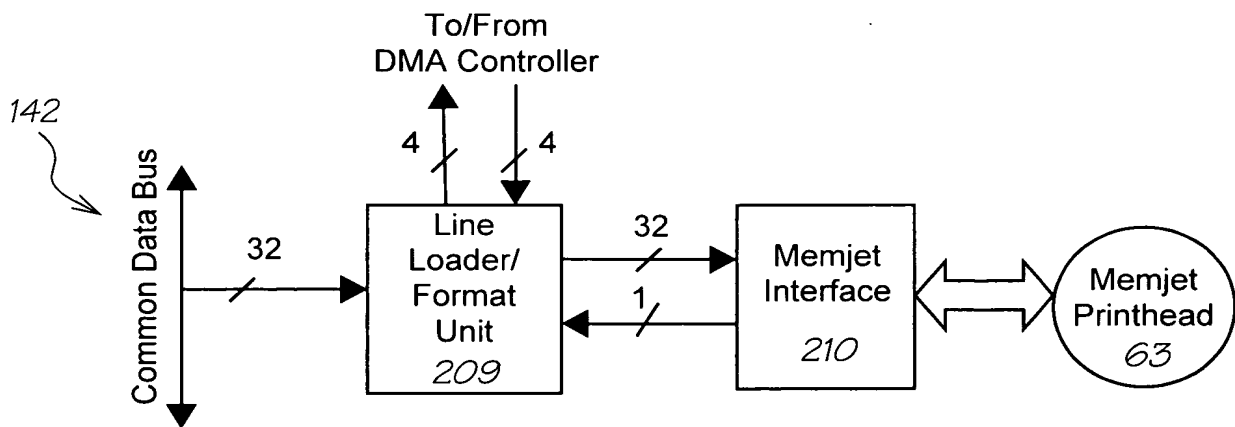 To/From
DMA Controller
142
4
4
Common Data Bus
32
Line
Loader/
Format
Unit
209
32
1
Memjet
Interface
210
Memjet
Printhead
63